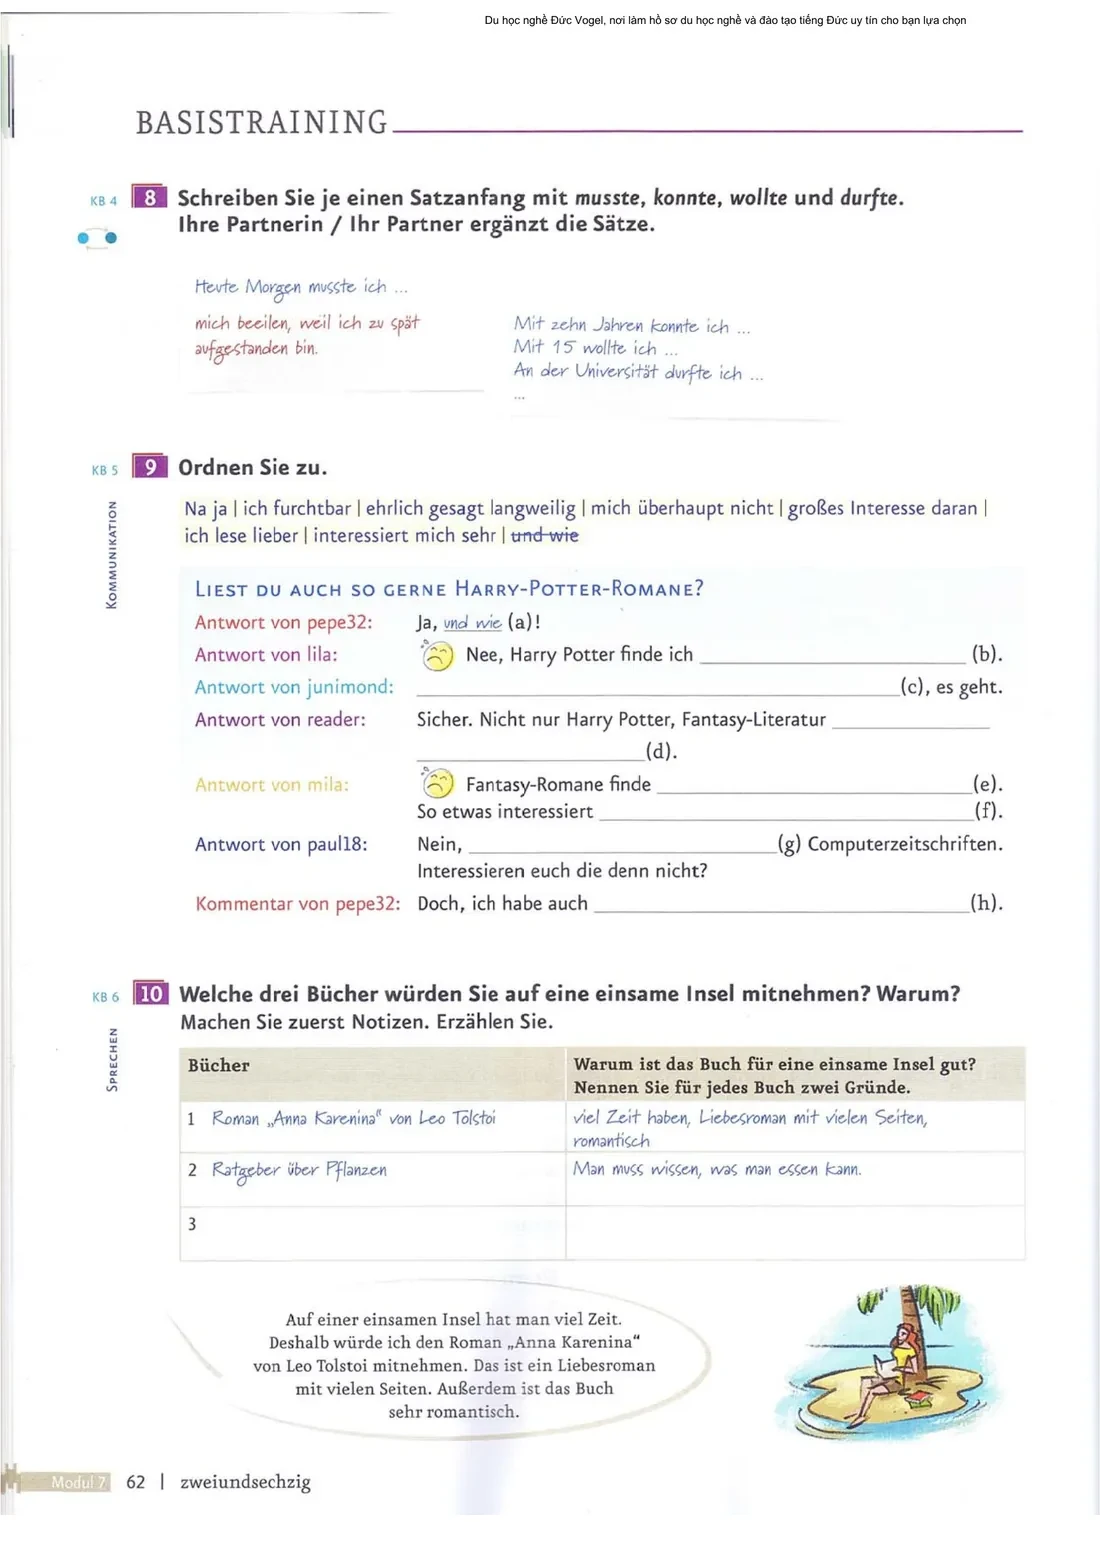 Du học nghề Đức Vogel, nơi làm hồ sơ du học nghề và đào tạo tiếng Đức uy tín cho bạn lựa chọn
BASISTRAINING
KB 4 8 Schreiben Sie je einen Satzanfang mit musste, konnte, wollte und durfte.
Ihre Partnerin / Ihr Partner ergänzt die Sätze.
Heute Morgen musste ich ...
mich beeilen, weil ich zu spät
aufgestanden bin.
Mit zehn Jahren konnte ich ...
Mit 15 wollte ich ...
An der Universität durfte ich ...
...
KB 5 9 Ordnen Sie zu.
KOMMUNIKATION
Na ja | ich furchtbar | ehrlich gesagt langweilig | mich überhaupt nicht | großes Interesse daran |
ich lese lieber | interessiert mich sehr | und wie
LIEST DU AUCH SO GERNE HARRY-POTTER-ROMANE?
Antwort von pepe32: Ja, und wie (a)!
Antwort von lila: Nee, Harry Potter finde ich ____ (b).
Antwort von junimond: ____ (c), es geht.
Antwort von reader: Sicher. Nicht nur Harry Potter, Fantasy-Literatur ____
____ (d).
Antwort von mila: Fantasy-Romane finde ____ (e).
So etwas interessiert ____ (f).
Antwort von paul18: Nein, ____ (g) Computerzeitschriften.
Interessieren euch die denn nicht?
Kommentar von pepe32: Doch, ich habe auch ____ (h).
KB 6 10 Welche drei Bücher würden Sie auf eine einsame Insel mitnehmen? Warum?
Machen Sie zuerst Notizen. Erzählen Sie.
SPRECHEN
Bücher
Warum ist das Buch für eine einsame Insel gut?
Nennen Sie für jedes Buch zwei Gründe.
1 Roman „Anna Karenina" von Leo Tolstoi
viel Zeit haben, Liebesroman mit vielen Seiten,
romantisch
2 Ratgeber über Pflanzen
Man muss wissen, was man essen kann.
3
Auf einer einsamen Insel hat man viel Zeit.
Deshalb würde ich den Roman „Anna Karenina“
von Leo Tolstoi mitnehmen. Das ist ein Liebesroman
mit vielen Seiten. Außerdem ist das Buch
sehr romantisch.
Modul 7 62 | zweiundsechzig